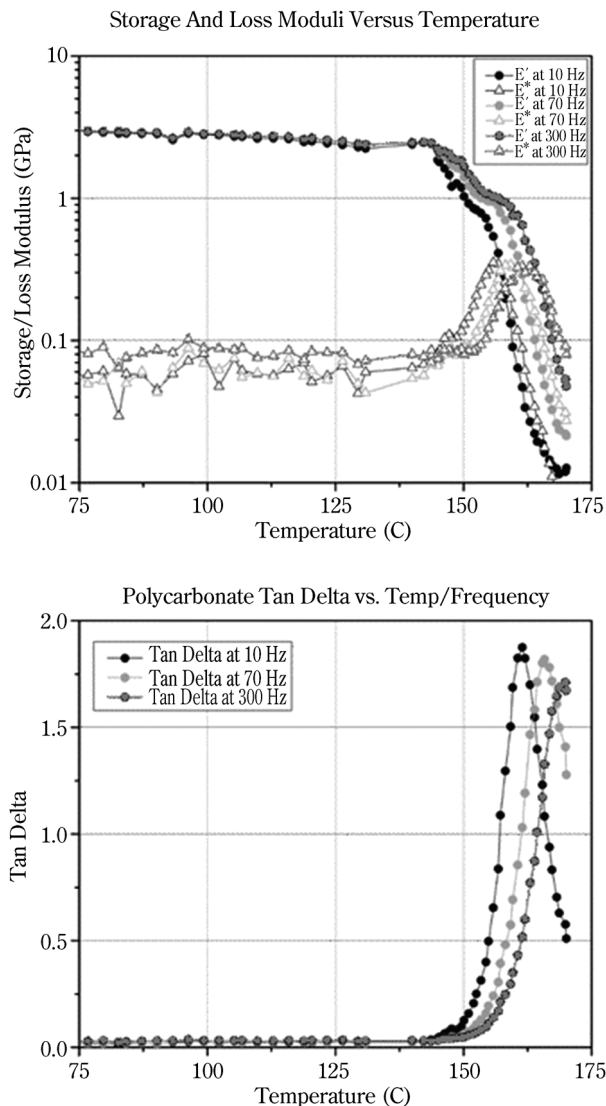 Storage And Loss Moduli Versus Temperature
10
1
0.1
0.01
Storage/Loss Modulus (GPa)
E′ at 10 Hz
E* at 10 Hz
E′ at 70 Hz
E* at 70 Hz
E′ at 300 Hz
E* at 300 Hz
75 100 125 150 175
Temperature (C)
Polycarbonate Tan Delta vs. Temp/Frequency
2.0
1.5
1.0
0.5
0.0
Tan Delta
Tan Delta at 10 Hz
Tan Delta at 70 Hz
Tan Delta at 300 Hz
75 100 125 150 175
Temperature (C)